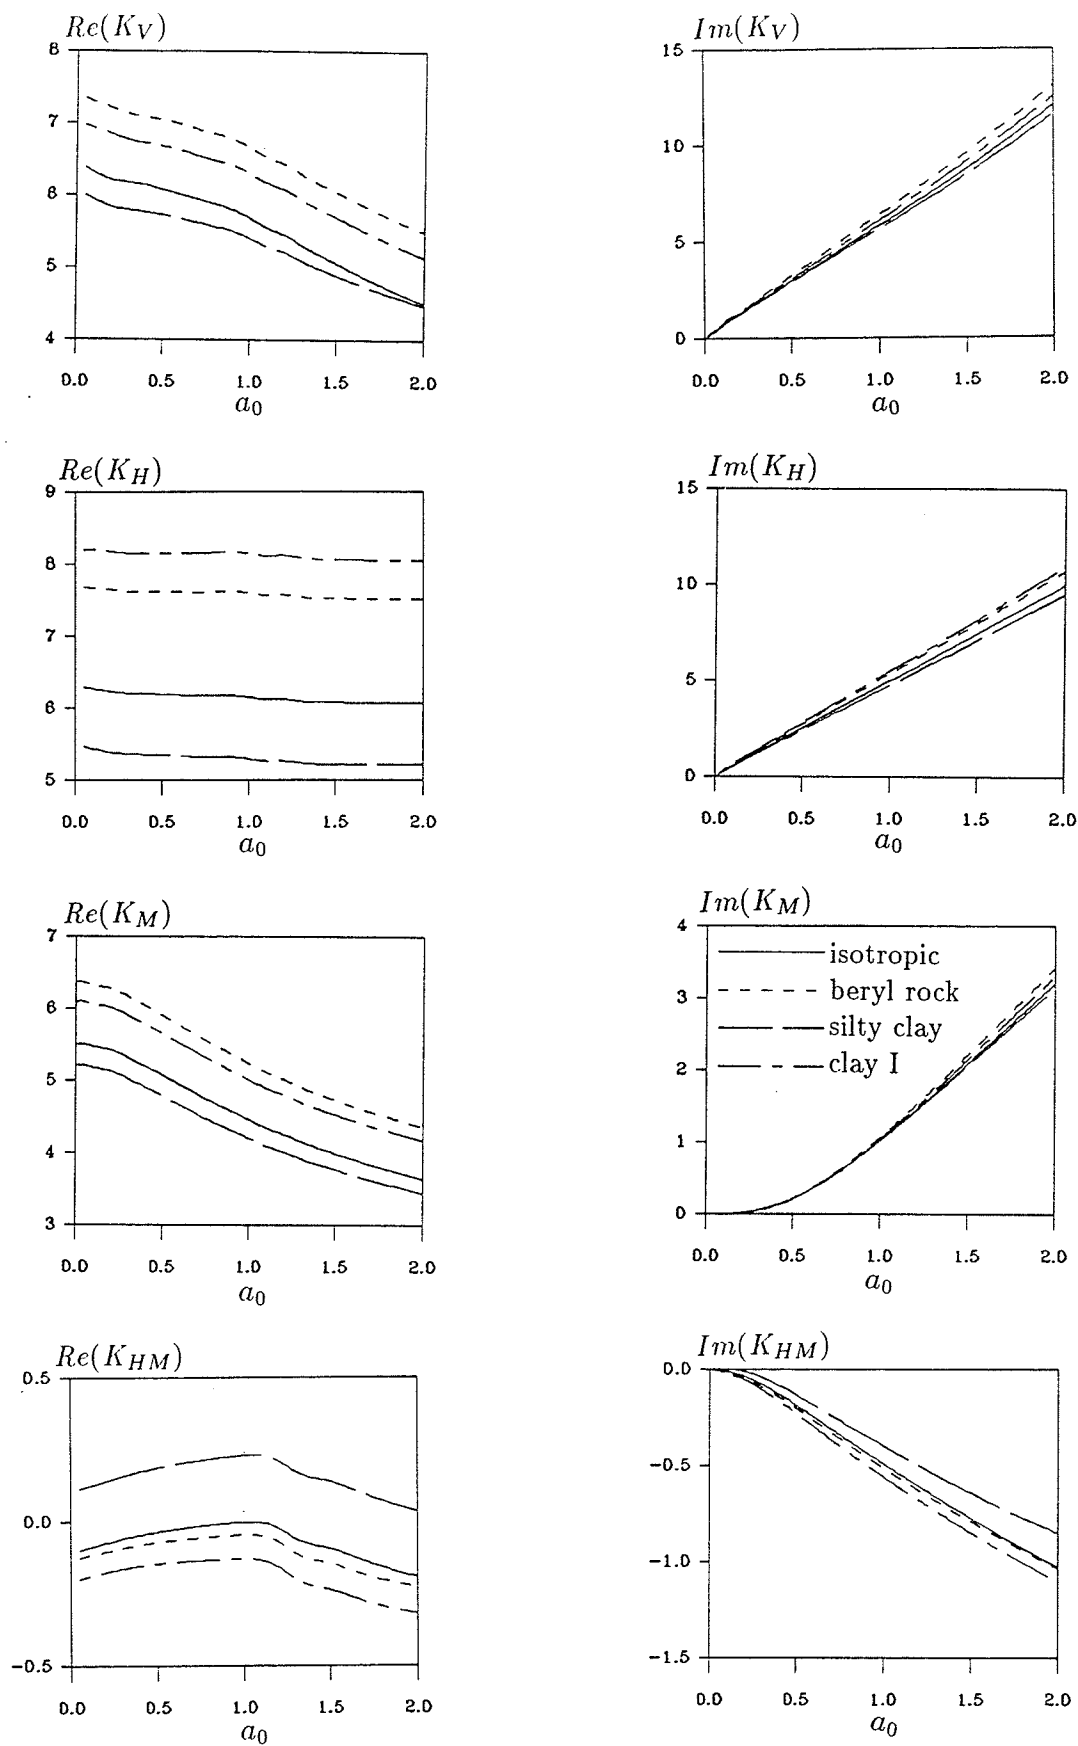 Re(K_V)
8
7
6
5
4
0.0 0.5 1.0 1.5 2.0
a_0
Im(K_V)
15
10
5
0
0.0 0.5 1.0 1.5 2.0
a_0
Re(K_H)
9
8
7
6
5
0.0 0.5 1.0 1.5 2.0
a_0
Im(K_H)
15
10
5
0
0.0 0.5 1.0 1.5 2.0
a_0
Re(K_M)
7
6
5
4
3
0.0 0.5 1.0 1.5 2.0
a_0
Im(K_M)
4
3
2
1
0
isotropic
beryl rock
silty clay
clay I
0.0 0.5 1.0 1.5 2.0
a_0
Re(K_HM)
0.5
0.0
-0.5
0.0 0.5 1.0 1.5 2.0
a_0
Im(K_HM)
0.0
-0.5
-1.0
-1.5
0.0 0.5 1.0 1.5 2.0
a_0